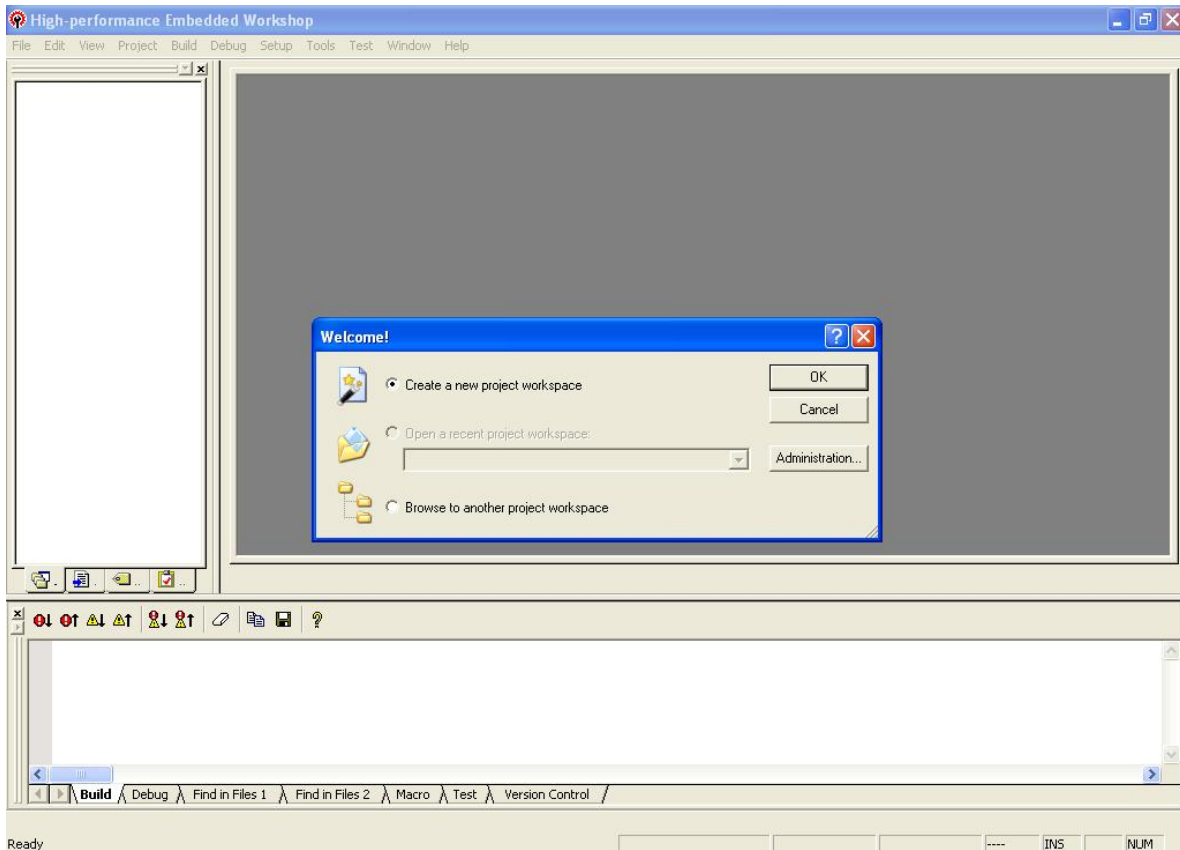 High-performance Embedded Workshop
File Edit View Project Build Debug Setup Tools Test Window Help
Welcome!
Create a new project workspace
OK
Cancel
Open a recent project workspace:
Administration...
Browse to another project workspace
Build Debug Find in Files 1 Find in Files 2 Macro Test Version Control
Ready ---- INS NUM